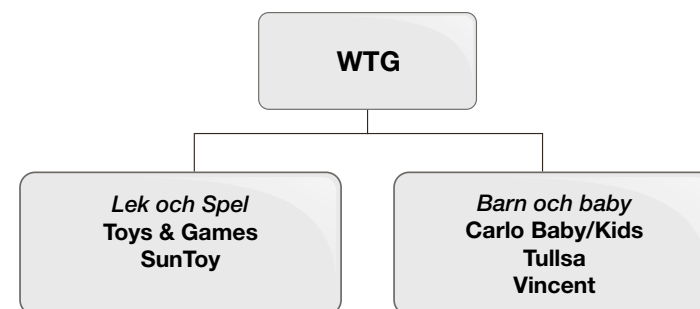 WTG
Lek och Spel
Toys & Games
SunToy
Barn och baby
Carlo Baby/Kids
Tullsa
Vincent